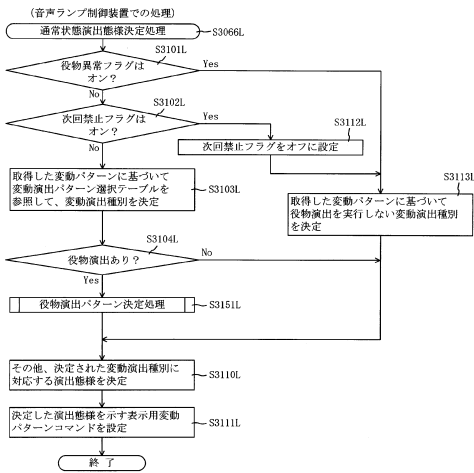 (音声ランプ制御装置での処理)
通常状態演出態様決定処理
S3066L
役物異常フラグは
オン?
S3101L
Yes
No
次回禁止フラグは
オン?
S3102L
Yes
No
S3112L
次回禁止フラグをオフに設定
取得した変動パターンに基づいて
変動演出パターン選択テーブルを
参照して、変動演出種別を決定
S3103L
S3113L
取得した変動パターンに基づいて
役物演出を実行しない変動演出種別
を決定
役物演出あり?
S3104L
No
Yes
役物演出パターン決定処理
S3151L
その他、決定された変動演出種別に
対応する演出態様を決定
S3110L
決定した演出態様を示す表示用変動
パターンコマンドを設定
S3111L
終了